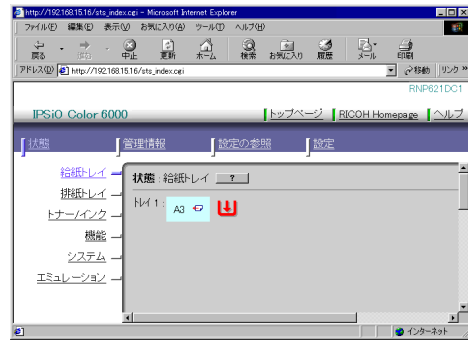 http://192.168.15.16/sts_index.cgi - Microsoft Internet Explorer
ファイル(F) 編集(E) 表示(V) お気に入り(A) ツール(T) ヘルプ(H)
戻る 進む 中止 更新 ホーム 検索 お気に入り 履歴 メール 印刷
アドレス(D) http://192.168.15.16/sts_index.cgi 移動 リンク »
RNP621DC1
IPSiO Color 6000 トップページ RICOH Homepage ヘルプ
状態 管理情報 設定の参照 設定
給紙トレイ
排紙トレイ
トナー/インク
機能
システム
エミュレーション
状態 : 給紙トレイ ?
トレイ 1 : A3
インターネット